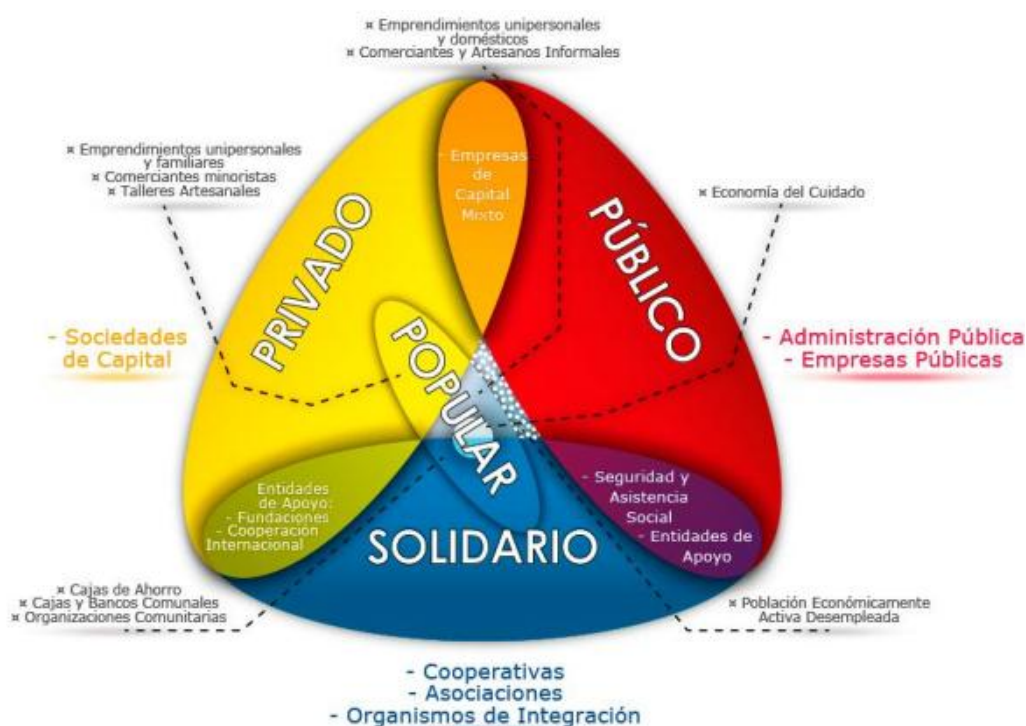 ¤ Emprendimientos unipersonales
y domésticos
¤ Comerciantes y Artesanos Informales
¤ Emprendimientos unipersonales
y familiares
¤ Comerciantes minoristas
¤ Talleres Artesanales
- Empresas
de
Capital
Mixto
¤ Economía del Cuidado
PRIVADO
PÚBLICO
- Sociedades
de Capital
- Administración Pública
- Empresas Públicas
POPULAR
Entidades
de Apoyo:
- Fundaciones
- Cooperación
Internacional
- Seguridad y
Asistencia
Social
- Entidades de
Apoyo
SOLIDARIO
¤ Cajas de Ahorro
¤ Cajas y Bancos Comunales
¤ Organizaciones Comunitarias
¤ Población Económicamente
Activa Desempleada
- Cooperativas
- Asociaciones
- Organismos de Integración